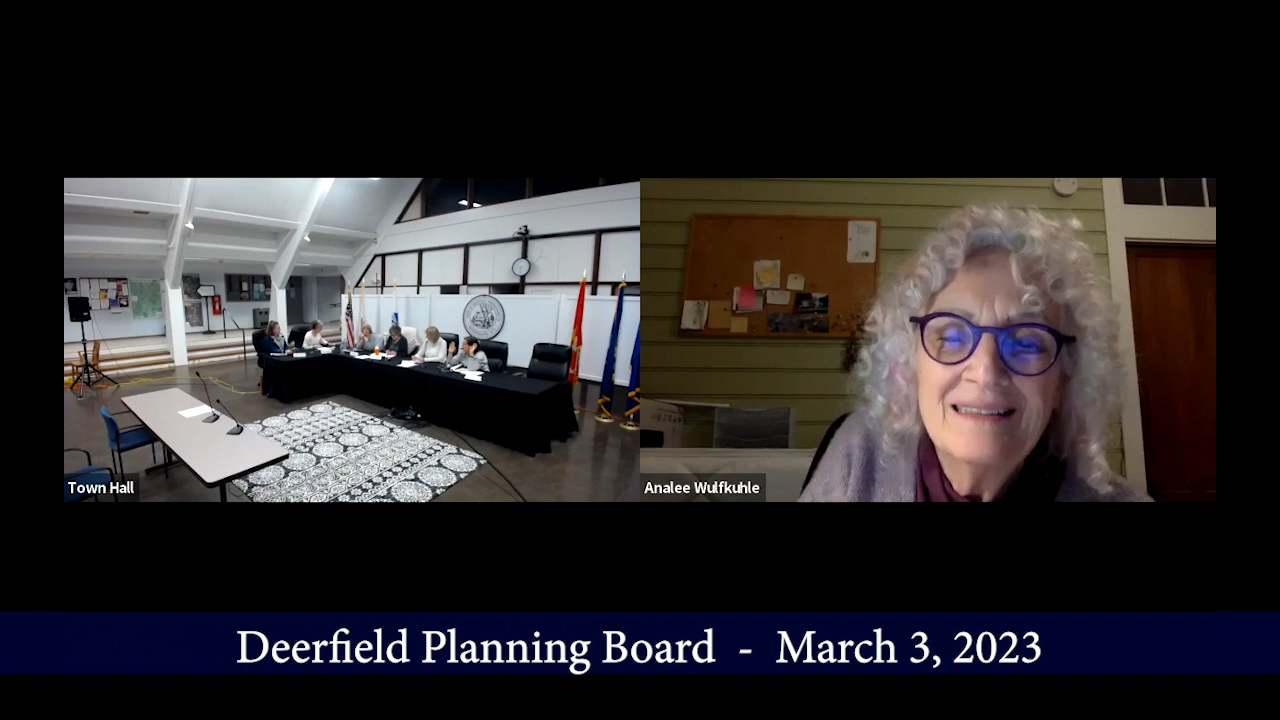 Town Hall
Analee Wulfkuhle
Deerfield Planning Board - March 3, 2023